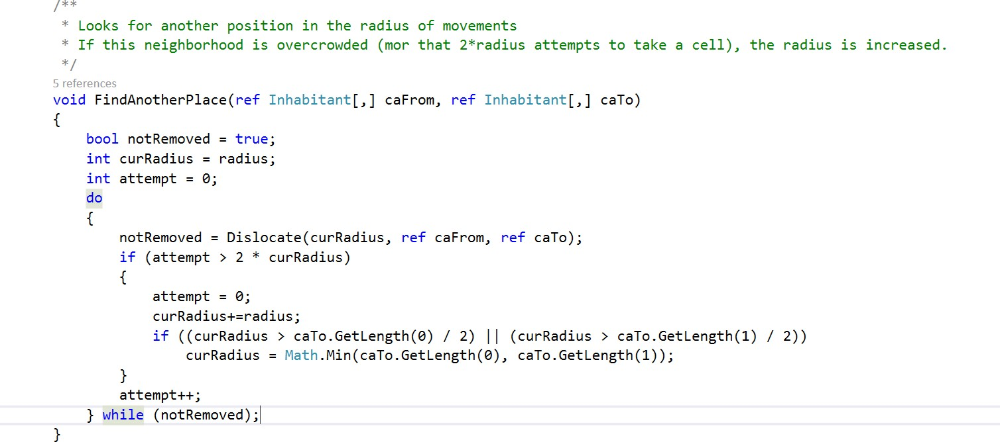 /**
 * Looks for another position in the radius of movements
 * If this neighborhood is overcrowded (mor that 2*radius attempts to take a cell), the radius is increased.
 */
5 references
void FindAnotherPlace(ref Inhabitant[,] caFrom, ref Inhabitant[,] caTo)
{
    bool notRemoved = true;
    int curRadius = radius;
    int attempt = 0;
    do
    {
        notRemoved = Dislocate(curRadius, ref caFrom, ref caTo);
        if (attempt > 2 * curRadius)
        {
            attempt = 0;
            curRadius+=radius;
            if ((curRadius > caTo.GetLength(0) / 2) || (curRadius > caTo.GetLength(1) / 2))
                curRadius = Math.Min(caTo.GetLength(0), caTo.GetLength(1));
        }
        attempt++;
    } while (notRemoved);
}